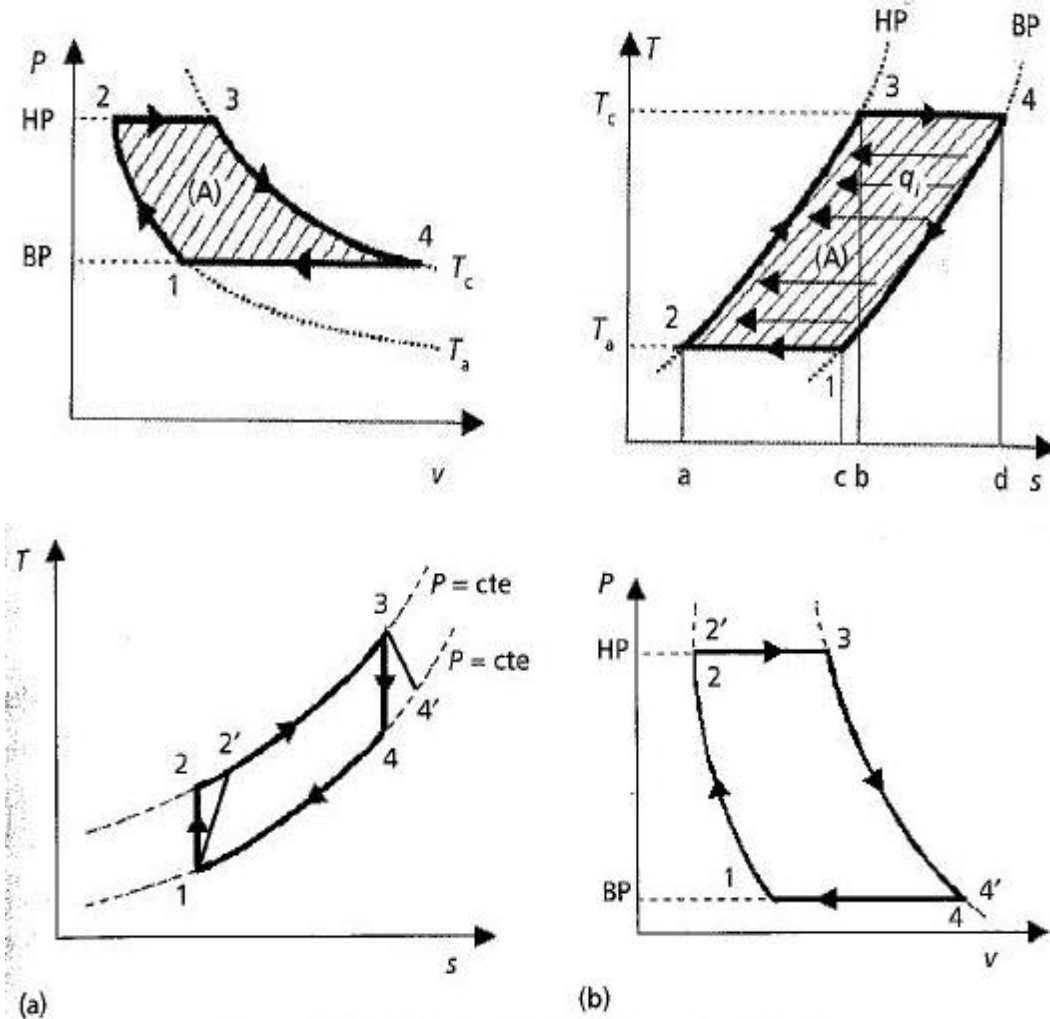 P
HP
2
3
(A)
4
BP
1
T_c
T_a
v
HP
BP
T
3
4
T_c
q_i
(A)
2
T_a
1
a
c
b
d
s
T
P = cte
3
P = cte
2'
4'
2
4
1
s
(a)
P
2'
3
HP
2
1
4'
BP
4
v
(b)